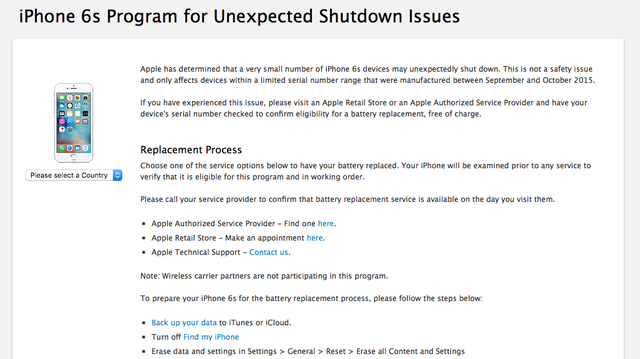 iPhone 6s Program for Unexpected Shutdown Issues
Apple has determined that a very small number of iPhone 6s devices may unexpectedly shut down. This is not a safety issue
and only affects devices within a limited serial number range that were manufactured between September and October 2015.
If you have experienced this issue, please visit an Apple Retail Store or an Apple Authorized Service Provider and have your
device's serial number checked to confirm eligibility for a battery replacement, free of charge.
Replacement Process
Choose one of the service options below to have your battery replaced. Your iPhone will be examined prior to any service to
verify that it is eligible for this program and in working order.
Please select a Country
Please call your service provider to confirm that battery replacement service is available on the day you visit them.
▪ Apple Authorized Service Provider – Find one here.
▪ Apple Retail Store – Make an appointment here.
▪ Apple Technical Support – Contact us.
Note: Wireless carrier partners are not participating in this program.
To prepare your iPhone 6s for the battery replacement process, please follow the steps below:
▪ Back up your data to iTunes or iCloud.
▪ Turn off Find my iPhone
▪ Erase data and settings in Settings > General > Reset > Erase all Content and Settings